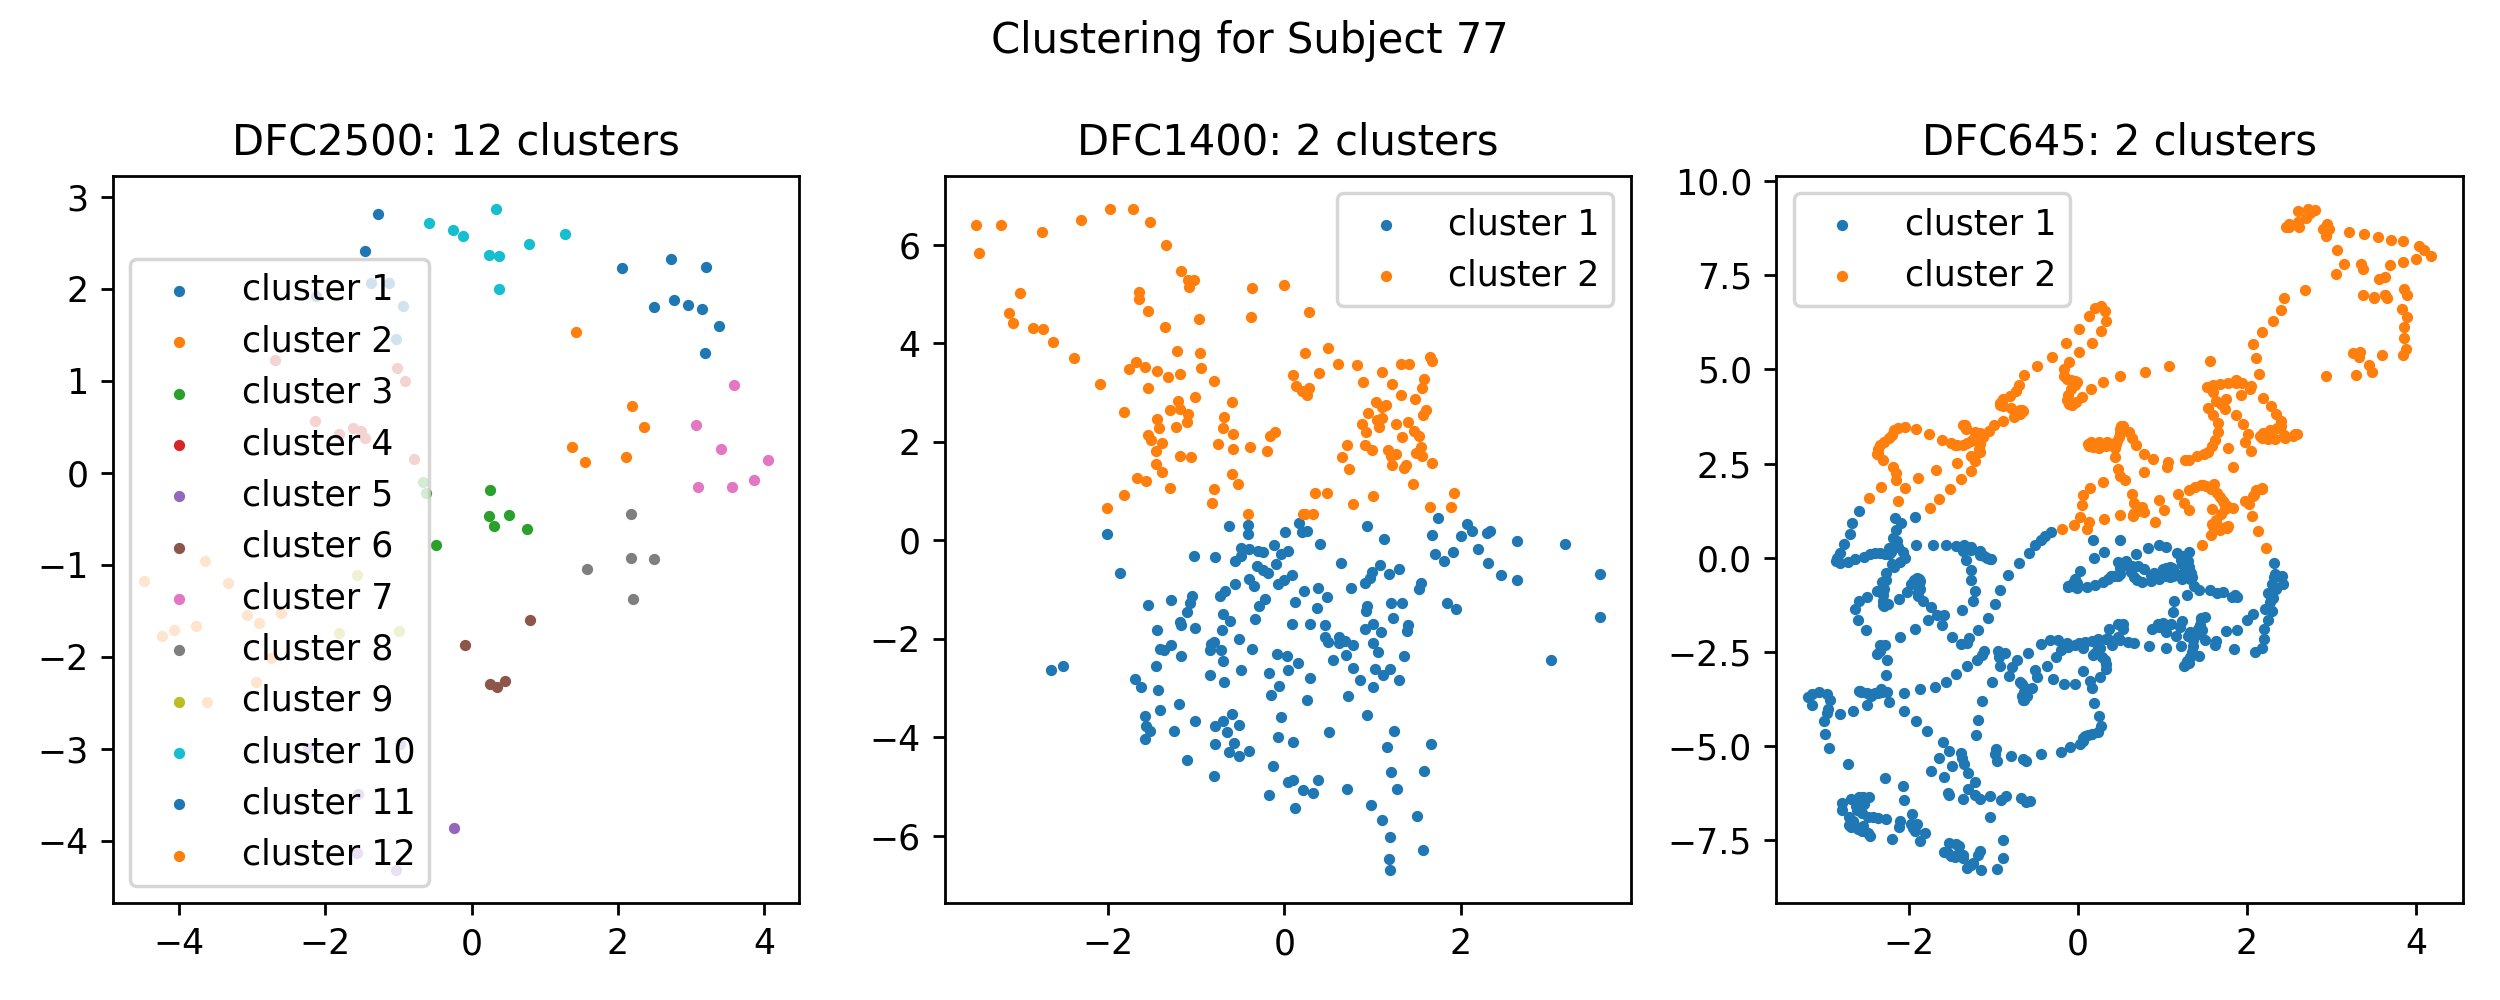 Clustering for Subject 77
DFC2500: 12 clusters
3
2
1
0
−1
−2
−3
−4
−4
−2
0
2
4
cluster 1
cluster 2
cluster 3
cluster 4
cluster 5
cluster 6
cluster 7
cluster 8
cluster 9
cluster 10
cluster 11
cluster 12
DFC1400: 2 clusters
6
4
2
0
−2
−4
−6
−2
0
2
cluster 1
cluster 2
DFC645: 2 clusters
10.0
7.5
5.0
2.5
0.0
−2.5
−5.0
−7.5
−2
0
2
4
cluster 1
cluster 2